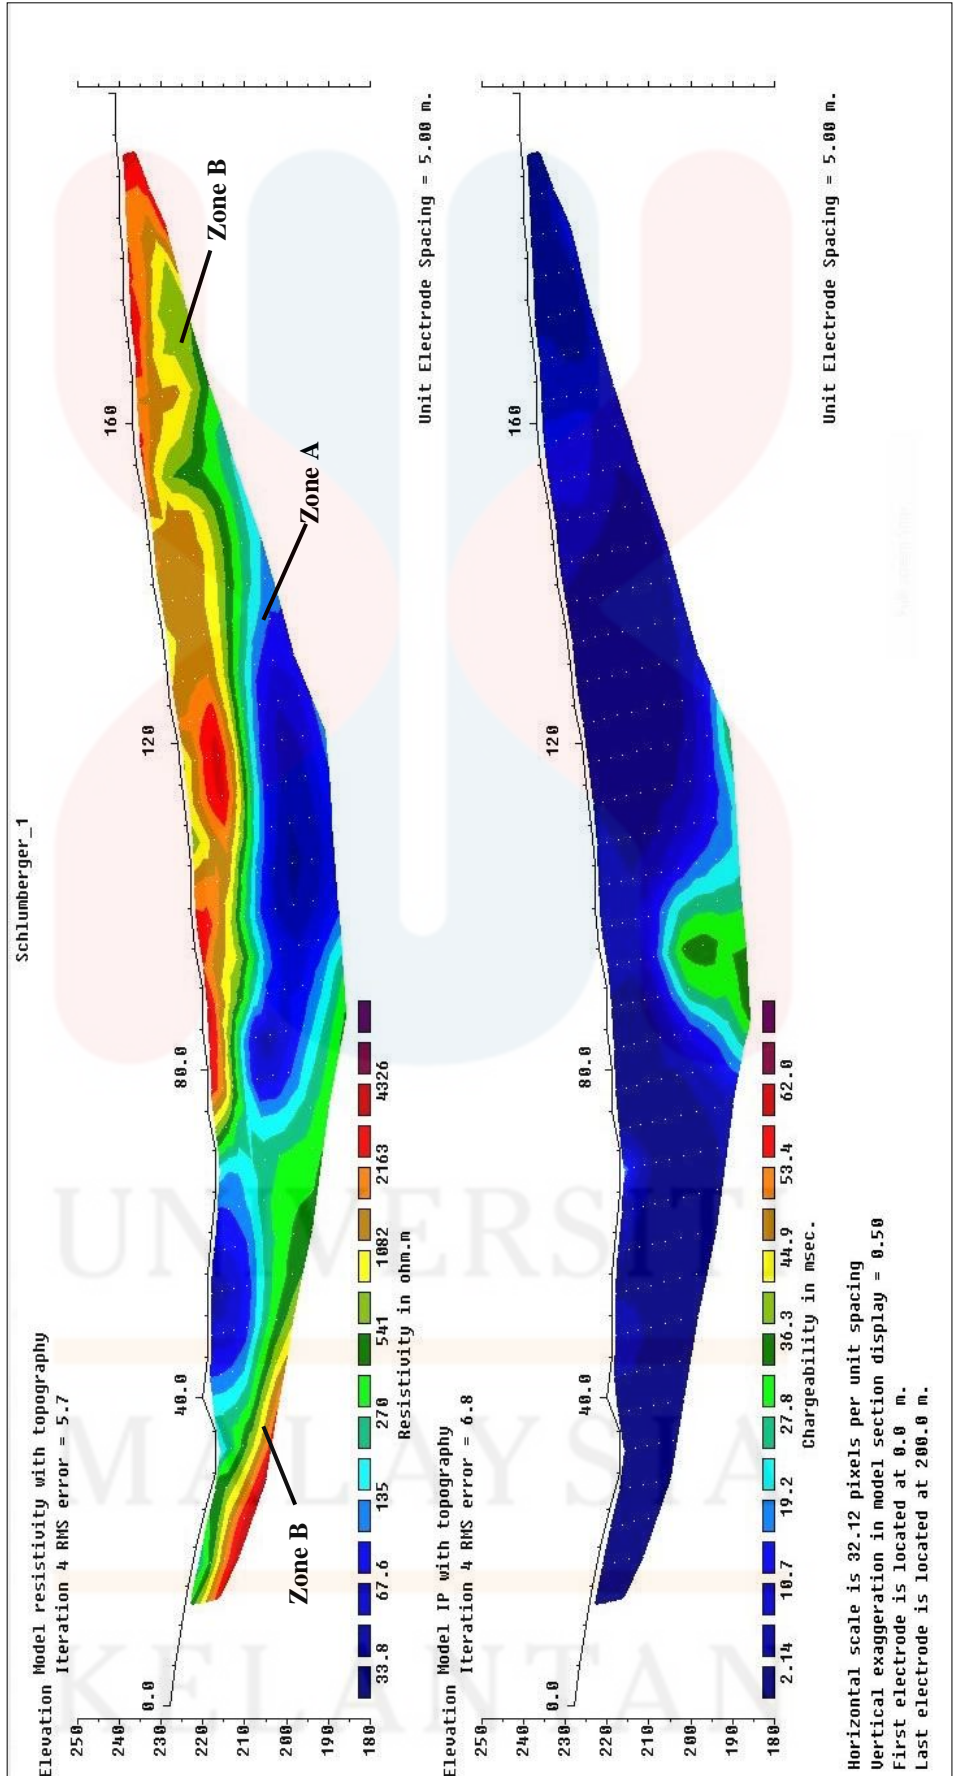 Schlumberger_1
Elevation Model resistivity with topography
Iteration 4 RMS error = 5.7
250
240
230
220
210
200
190
180
0.0
40.0
80.0
120
160
Zone B
Zone A
Zone B
33.8 67.6 135 270 541 1082 2163 4326
Resistivity in ohm.m
Unit Electrode Spacing = 5.00 m.
Elevation Model IP with topography
Iteration 4 RMS error = 6.8
250
240
230
220
210
200
190
180
0.0
40.0
80.0
120
160
2.14 10.7 19.2 27.8 36.3 44.9 53.4 62.0
Chargeability in msec.
Unit Electrode Spacing = 5.00 m.
Horizontal scale is 32.12 pixels per unit spacing
Vertical exaggeration in model section display = 0.50
First electrode is located at 0.0 m.
Last electrode is located at 200.0 m.
UNIVERSITI
MALAYSIA
KELANTAN